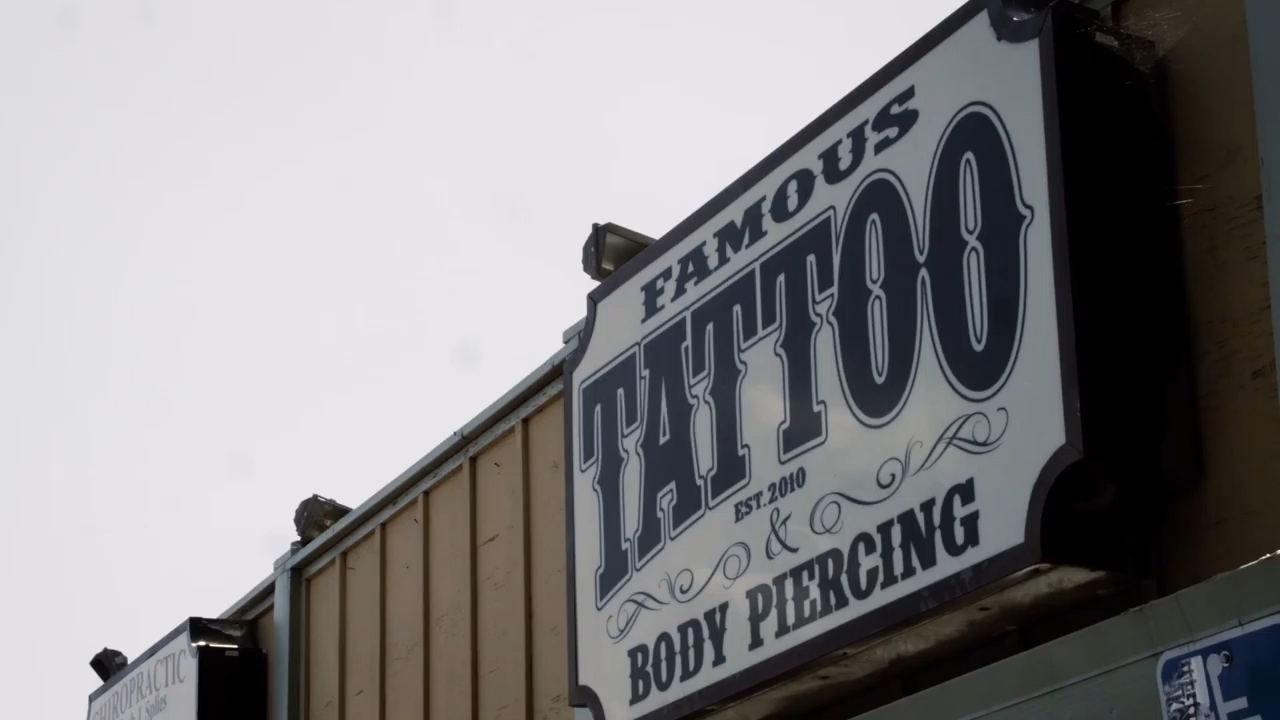 FAMOUS
TATTOO
EST. 2010
&
BODY PIERCING
CHIROPRACTIC